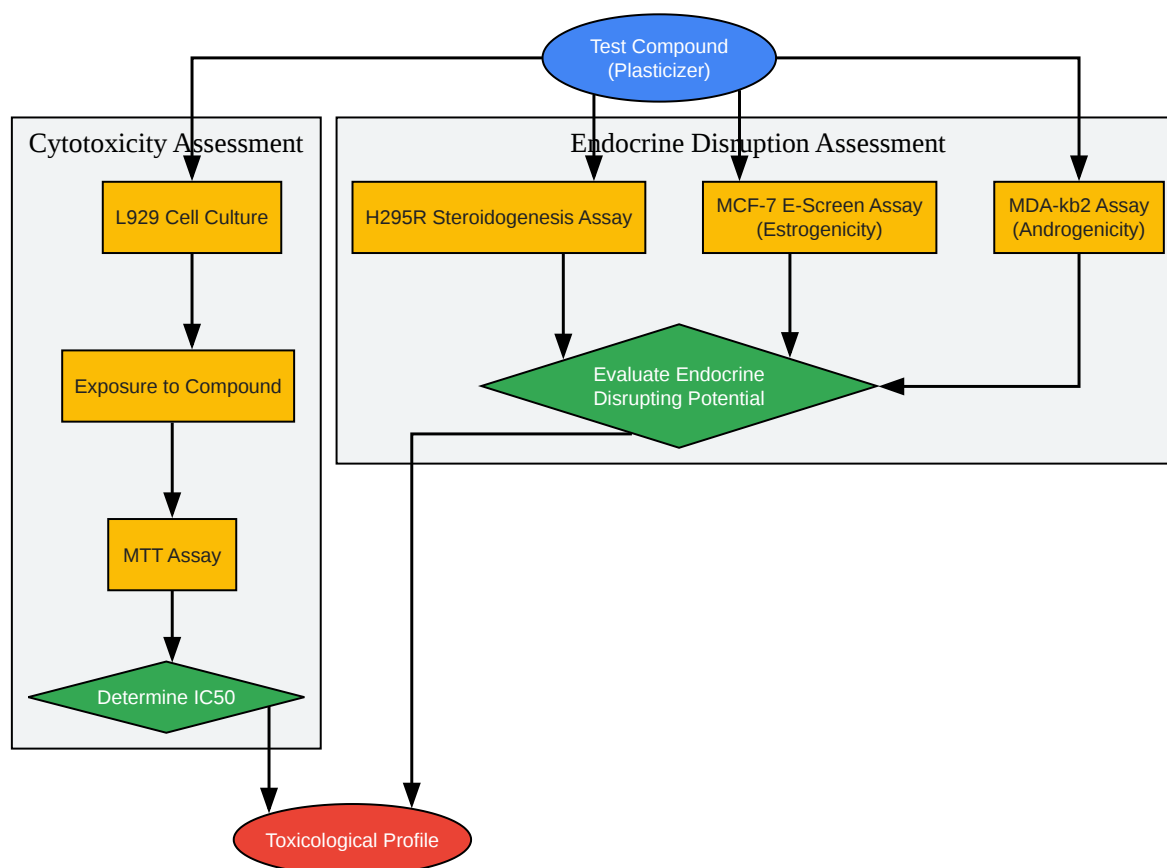 Test Compound
(Plasticizer)
Cytotoxicity Assessment
Endocrine Disruption Assessment
L929 Cell Culture
H295R Steroidogenesis Assay
MCF-7 E-Screen Assay
(Estrogenicity)
MDA-kb2 Assay
(Androgenicity)
Exposure to Compound
Evaluate Endocrine
Disrupting Potential
MTT Assay
Determine IC50
Toxicological Profile